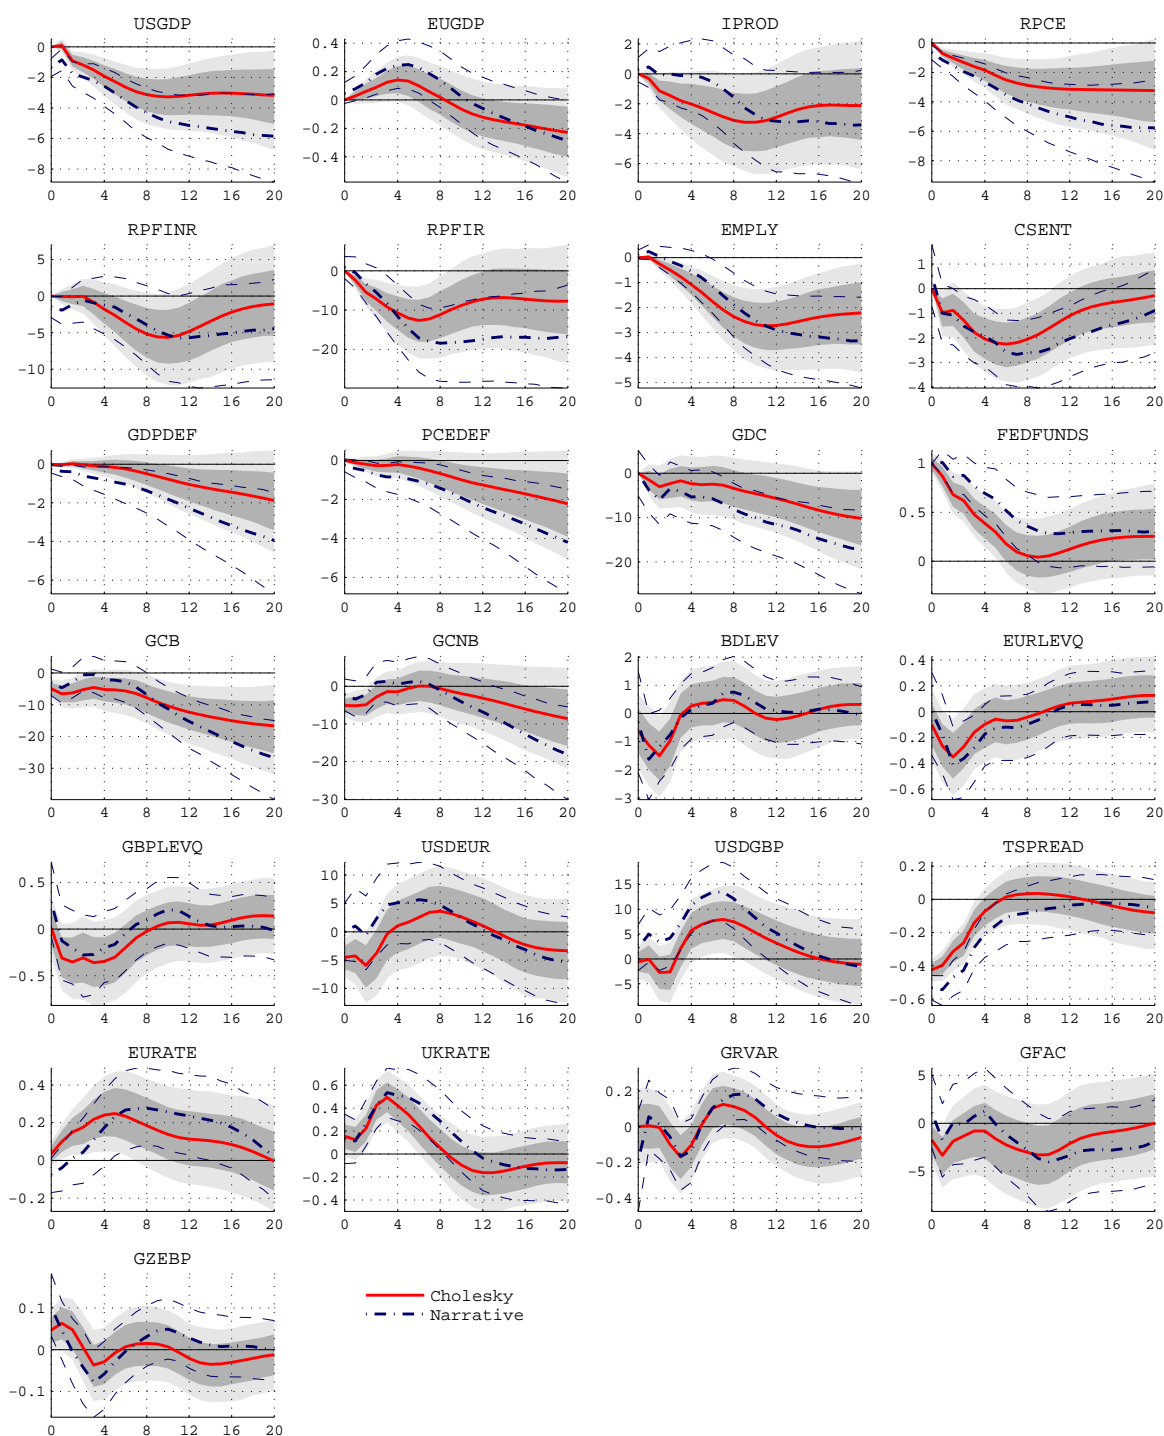 USGDP EUGDP IPROD RPCE
0 0.4 2 0
−2 0.2 0 −2
−4 0 −2 −4
−6 −0.2 −4 −6
−8 −0.4 −6 −8
0 4 8 12 16 20 0 4 8 12 16 20 0 4 8 12 16 20 0 4 8 12 16 20
RPFINR RPFIR EMPLY CSENT
5 0 0 1
0 −10 −1 0
−5 −20 −2 −1
−10 −3 −2
−4 −3
−5 −4
0 4 8 12 16 20 0 4 8 12 16 20 0 4 8 12 16 20 0 4 8 12 16 20
GDPDEF PCEDEF GDC FEDFUNDS
0 0 0 1
−2 −2 −10 0.5
−4 −4 −20 0
−6 −6
0 4 8 12 16 20 0 4 8 12 16 20 0 4 8 12 16 20 0 4 8 12 16 20
GCB GCNB BDLEV EURLEVQ
0 10 2 0.4
−10 0 1 0.2
−20 −10 0 0
−30 −20 −1 −0.2
−30 −2 −0.4
−3 −0.6
0 4 8 12 16 20 0 4 8 12 16 20 0 4 8 12 16 20 0 4 8 12 16 20
GBPLEVQ USDEUR USDGBP TSPREAD
0.5 10 15 0.2
0 5 10 0
−0.5 0 5 −0.2
−5 0 −0.4
−10 −5 −0.6
0 4 8 12 16 20 0 4 8 12 16 20 0 4 8 12 16 20 0 4 8 12 16 20
EURATE UKRATE GRVAR GFAC
0.4 0.6 0.2 5
0.2 0.4 0 0
0 0.2 −0.2 −5
−0.2 0 −0.4
−0.2
−0.4
0 4 8 12 16 20 0 4 8 12 16 20 0 4 8 12 16 20 0 4 8 12 16 20
GZEBP
0.1
0
−0.1
0 4 8 12 16 20
Cholesky
Narrative